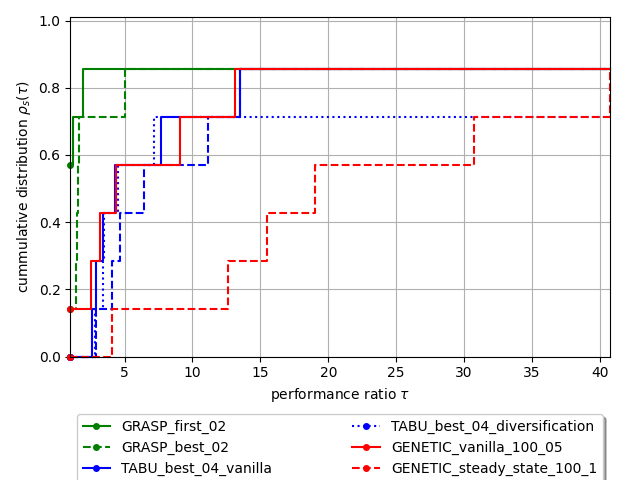 1.0
0.8
0.6
0.4
0.2
0.0
cummulative distribution ρs(τ)
5 10 15 20 25 30 35 40
performance ratio τ
GRASP_first_02
GRASP_best_02
TABU_best_04_vanilla
TABU_best_04_diversification
GENETIC_vanilla_100_05
GENETIC_steady_state_100_1